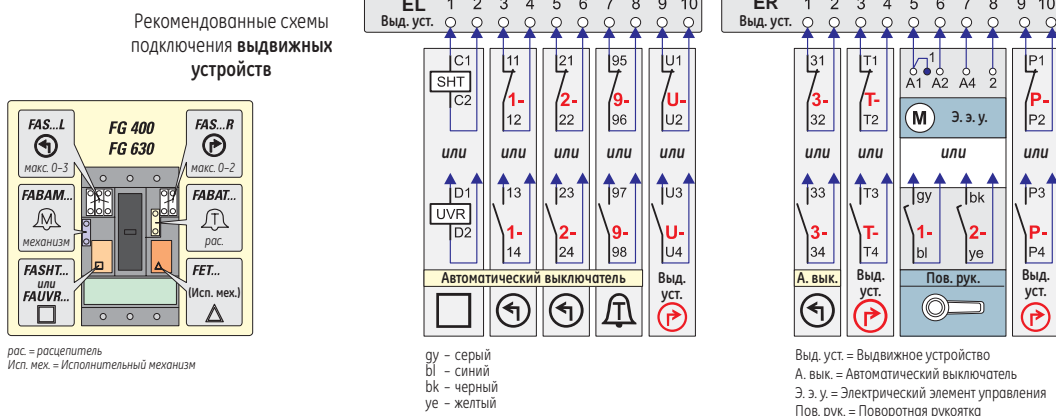 Рекомендованные схемы
подключения выдвижных
устройств
FAS...L
макс. 0-3
FG 400
FG 630
FAS...R
макс. 0-2
FABAM...
M
механизм
FABAT...
T
рас.
FASHT...
или
FAUVR...
FET...
(Исп. мех.)
рас. = расцепитель
Исп. мех. = Исполнительный механизм
EL 1 2 3 4 5 6 7 8 9 10
Выд. уст.
C1 11 21 95 U1
SHT 1- 2- 9- U-
C2 12 22 96 U2
или или или или или
D1 13 23 97 U3
UVR 1- 2- 9- U-
D2 14 24 98 U4
Автоматический выключатель
Выд.
уст.
T
gy – серый
bl – синий
bk – черный
ye – желтый
ER 1 2 3 4 5 6 7 8 9 10
Выд. уст.
31 T1 1 P1
A1 A2 A4 2
3- T- M Э. э. у. P-
32 T2 P2
или или или или
33 T3 gy bk P3
3- T- 1- 2- P-
34 T4 bl ye P4
А. вык.
Выд.
уст.
Пов. рук.
Выд.
уст.
Выд. уст. = Выдвижное устройство
А. вык. = Автоматический выключатель
Э. э. у. = Электрический элемент управления
Пов. рук. = Поворотная рукоятка